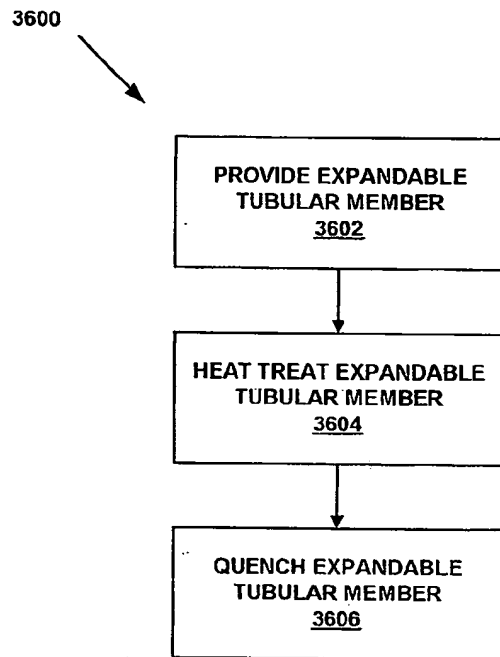 3600
PROVIDE EXPANDABLE
TUBULAR MEMBER
3602
HEAT TREAT EXPANDABLE
TUBULAR MEMBER
3604
QUENCH EXPANDABLE
TUBULAR MEMBER
3606